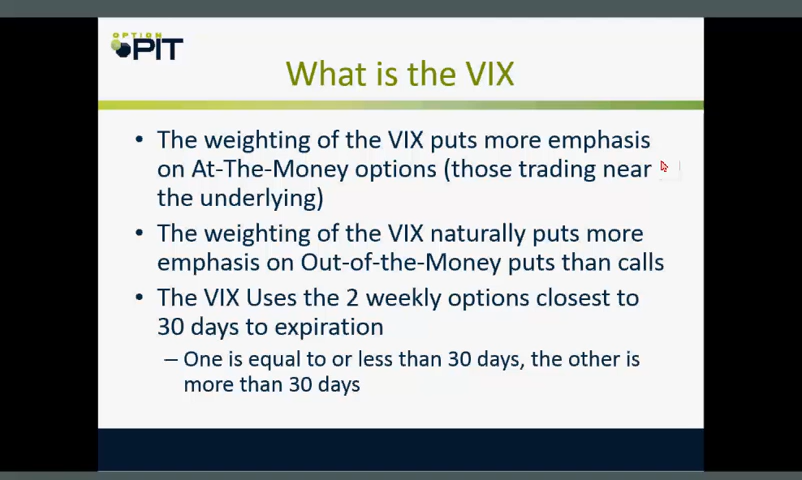 OPTION
PIT
What is the VIX
• The weighting of the VIX puts more emphasis
on At-The-Money options (those trading near
the underlying)
• The weighting of the VIX naturally puts more
emphasis on Out-of-the-Money puts than calls
• The VIX Uses the 2 weekly options closest to
30 days to expiration
– One is equal to or less than 30 days, the other is
more than 30 days